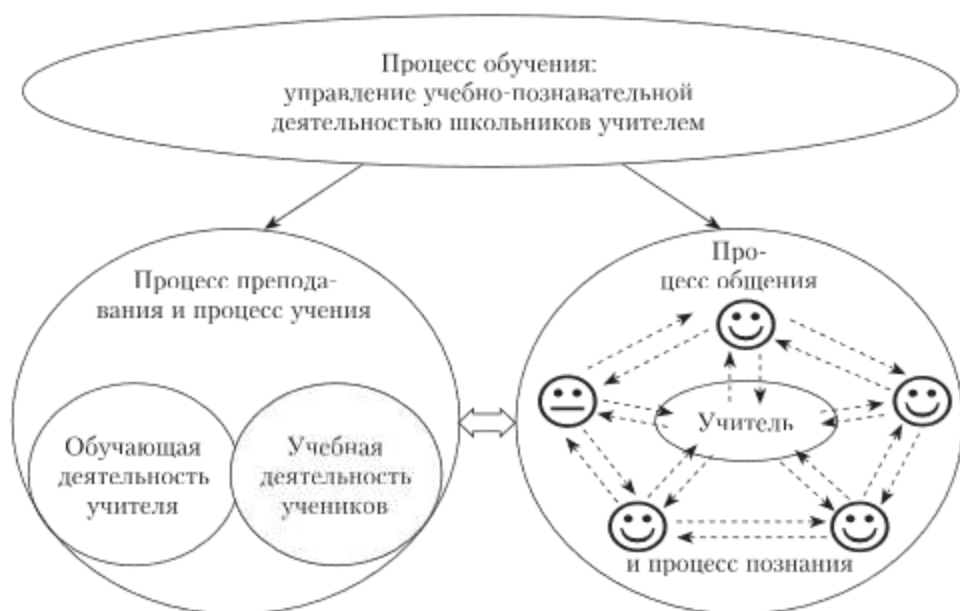 Процесс обучения:
управление учебно-познавательной
деятельностью школьников учителем
Процесс препода-
вания и процесс учения
Обучающая
деятельность
учителя
Учебная
деятельность
учеников
Про-
цесс общения
Учитель
и процесс познания